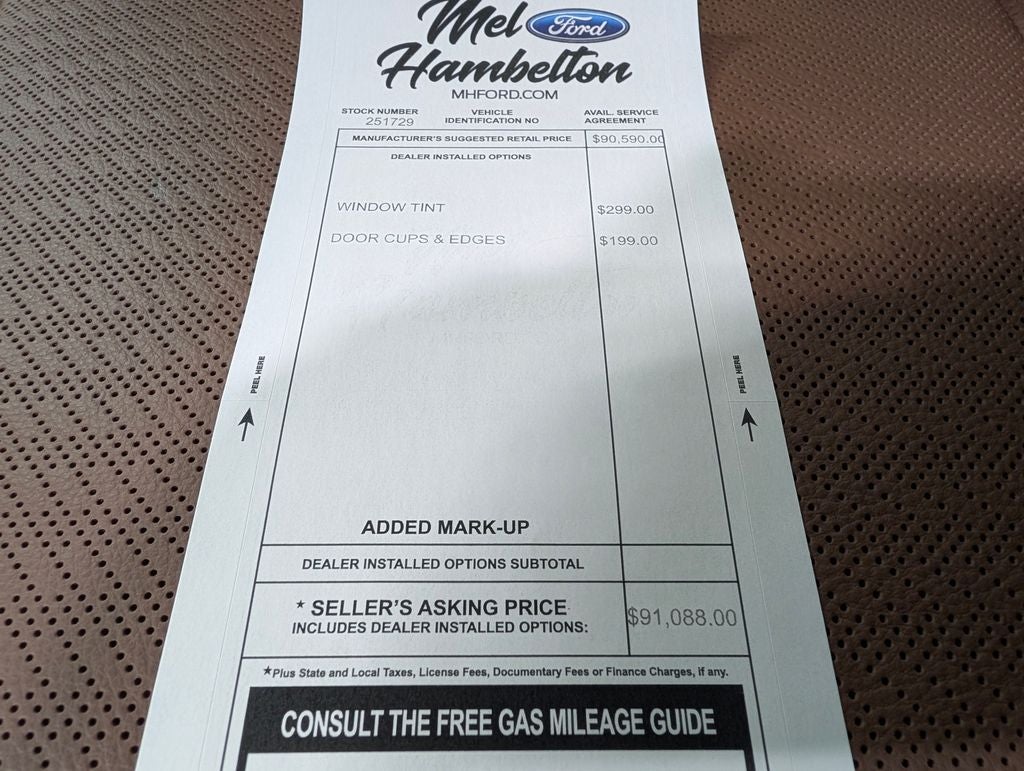 Mel Ford
Hambelton
MHFORD.COM
STOCK NUMBER
251729
VEHICLE
IDENTIFICATION NO
AVAIL. SERVICE
AGREEMENT
MANUFACTURER'S SUGGESTED RETAIL PRICE $90,590.00
DEALER INSTALLED OPTIONS
WINDOW TINT $299.00
DOOR CUPS & EDGES $199.00
PEEL HERE
PEEL HERE
ADDED MARK-UP
DEALER INSTALLED OPTIONS SUBTOTAL
* SELLER'S ASKING PRICE
INCLUDES DEALER INSTALLED OPTIONS:
$91,088.00
*Plus State and Local Taxes, License Fees, Documentary Fees or Finance Charges, if any.
CONSULT THE FREE GAS MILEAGE GUIDE